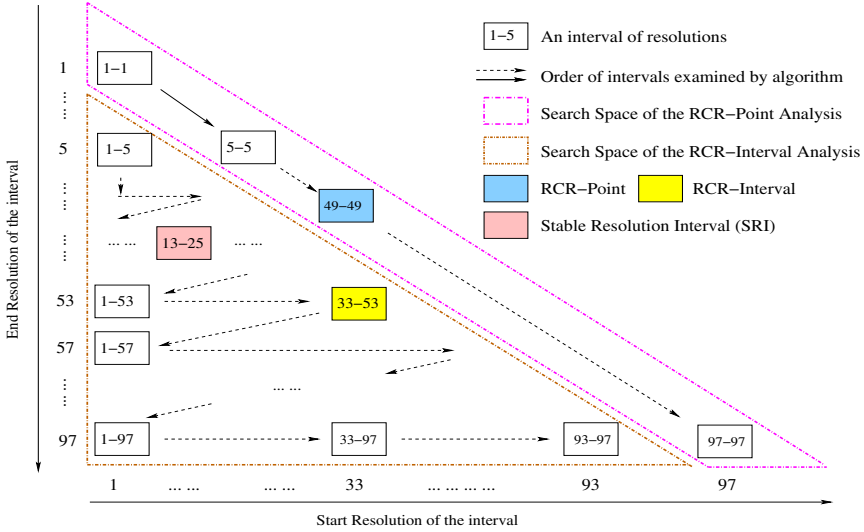 1−5 An interval of resolutions
Order of intervals examined by algorithm
Search Space of the RCR−Point Analysis
Search Space of the RCR−Interval Analysis
RCR−Point RCR−Interval
Stable Resolution Interval (SRI)
End Resolution of the interval
1 1−1
... ...
5 1−5 5−5
... ... 49−49
... ... ... ... 13−25 ... ...
53 1−53 33−53
57 1−57
... ... ... ...
97 1−97 33−97 93−97 97−97
1 ... ... ... ... 33 ... ... ... ... 93 97
Start Resolution of the interval